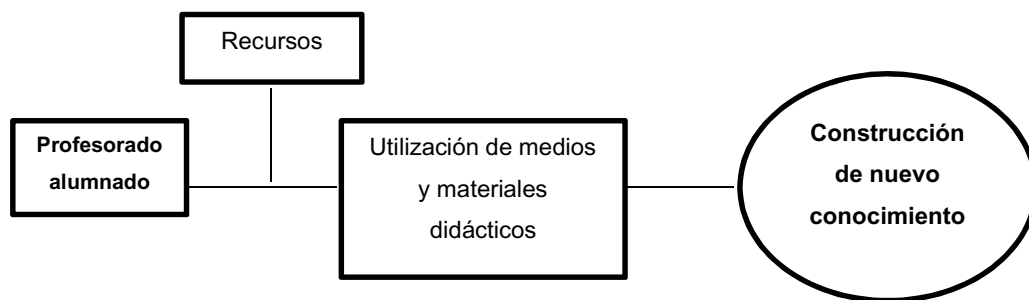 Recursos
Profesorado
alumnado
Utilización de medios
y materiales
didácticos
Construcción
de nuevo
conocimiento